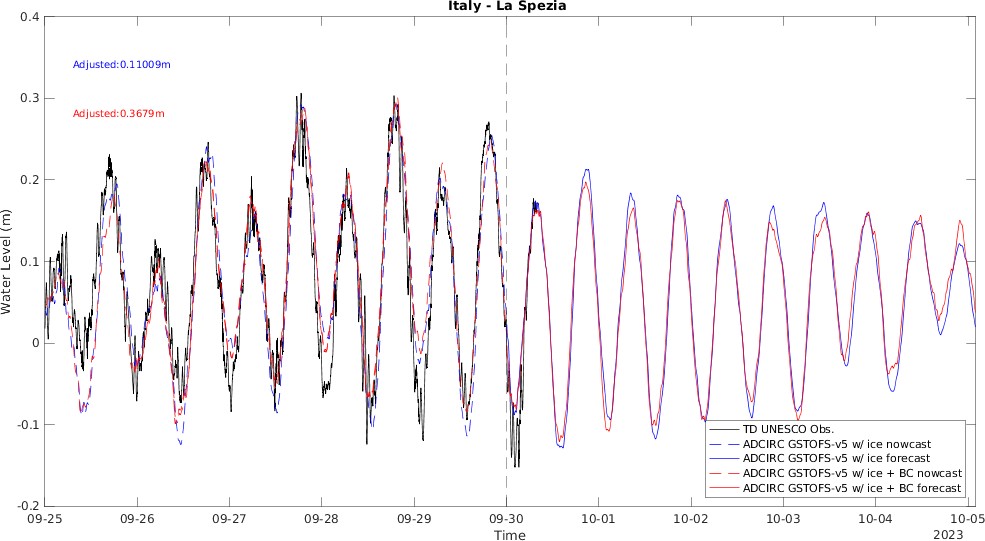 Italy - La Spezia
0.4
Adjusted:0.11009m
0.3
Adjusted:0.3679m
0.2
0.1
0
-0.1
-0.2
Water Level (m)
TD UNESCO Obs.
ADCIRC GSTOFS-v5 w/ ice nowcast
ADCIRC GSTOFS-v5 w/ ice forecast
ADCIRC GSTOFS-v5 w/ ice + BC nowcast
ADCIRC GSTOFS-v5 w/ ice + BC forecast
09-25 09-26 09-27 09-28 09-29 09-30 10-01 10-02 10-03 10-04 10-05
Time
2023